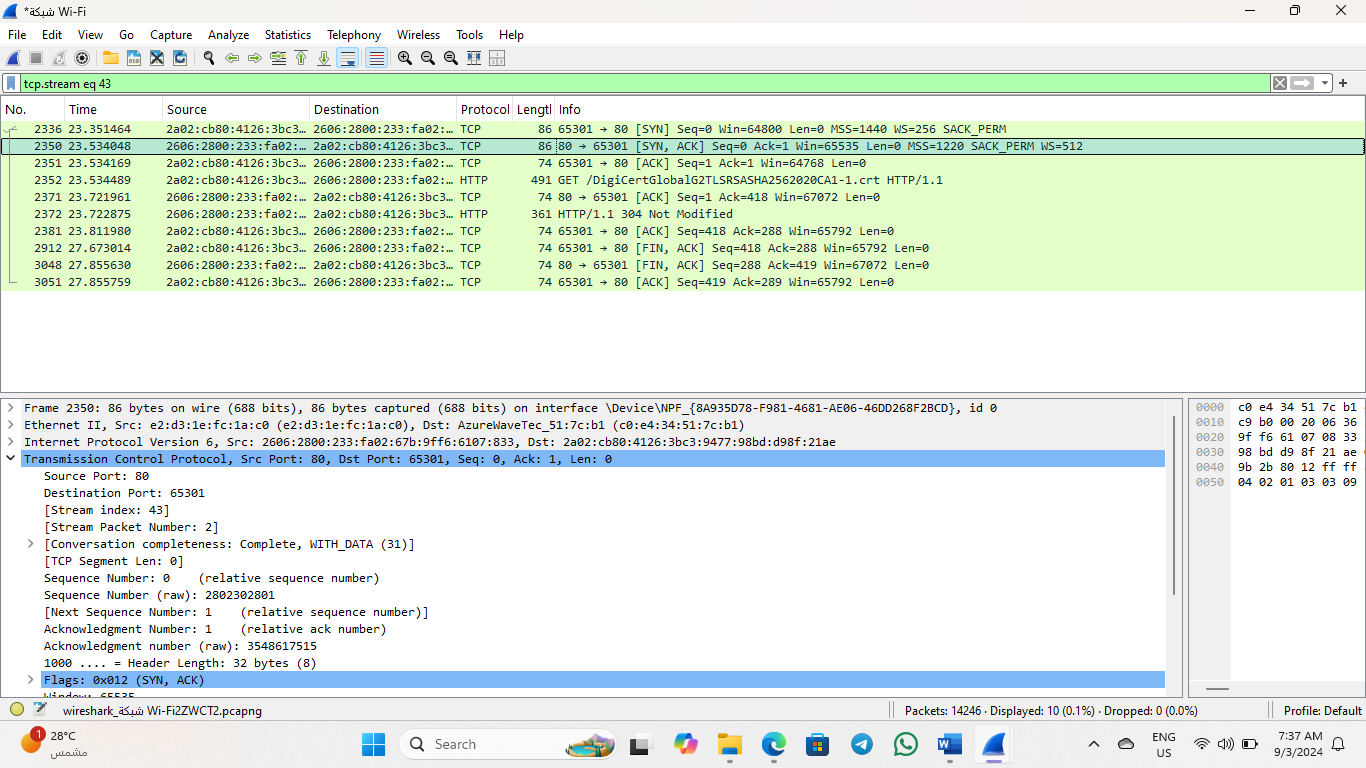 *شبكة Wi-Fi
File Edit View Go Capture Analyze Statistics Telephony Wireless Tools Help
tcp.stream eq 43
No. Time Source Destination Protocol Lengtl Info
2336 23.351464 2a02:cb80:4126:3bc3… 2606:2800:233:fa02:… TCP 86 65301 → 80 [SYN] Seq=0 Win=64800 Len=0 MSS=1440 WS=256 SACK_PERM
2350 23.534048 2606:2800:233:fa02:… 2a02:cb80:4126:3bc3… TCP 86 80 → 65301 [SYN, ACK] Seq=0 Ack=1 Win=65535 Len=0 MSS=1220 SACK_PERM WS=512
2351 23.534169 2a02:cb80:4126:3bc3… 2606:2800:233:fa02:… TCP 74 65301 → 80 [ACK] Seq=1 Ack=1 Win=64768 Len=0
2352 23.534489 2a02:cb80:4126:3bc3… 2606:2800:233:fa02:… HTTP 491 GET /DigiCertGlobalG2TLSRSASHA2562020CA1-1.crt HTTP/1.1
2371 23.721961 2606:2800:233:fa02:… 2a02:cb80:4126:3bc3… TCP 74 80 → 65301 [ACK] Seq=1 Ack=418 Win=67072 Len=0
2372 23.722875 2606:2800:233:fa02:… 2a02:cb80:4126:3bc3… HTTP 361 HTTP/1.1 304 Not Modified
2381 23.811980 2a02:cb80:4126:3bc3… 2606:2800:233:fa02:… TCP 74 65301 → 80 [ACK] Seq=418 Ack=288 Win=65792 Len=0
2912 27.673014 2a02:cb80:4126:3bc3… 2606:2800:233:fa02:… TCP 74 65301 → 80 [FIN, ACK] Seq=418 Ack=288 Win=65792 Len=0
3048 27.855630 2606:2800:233:fa02:… 2a02:cb80:4126:3bc3… TCP 74 80 → 65301 [FIN, ACK] Seq=288 Ack=419 Win=67072 Len=0
3051 27.855759 2a02:cb80:4126:3bc3… 2606:2800:233:fa02:… TCP 74 65301 → 80 [ACK] Seq=419 Ack=289 Win=65792 Len=0
Frame 2350: 86 bytes on wire (688 bits), 86 bytes captured (688 bits) on interface \Device\NPF_{8A935D78-F981-4681-AE06-46DD268F2BCD}, id 0
Ethernet II, Src: e2:d3:1e:fc:1a:c0 (e2:d3:1e:fc:1a:c0), Dst: AzureWaveTec_51:7c:b1 (c0:e4:34:51:7c:b1)
Internet Protocol Version 6, Src: 2606:2800:233:fa02:67b:9ff6:6107:833, Dst: 2a02:cb80:4126:3bc3:9477:98bd:d98f:21ae
Transmission Control Protocol, Src Port: 80, Dst Port: 65301, Seq: 0, Ack: 1, Len: 0
Source Port: 80
Destination Port: 65301
[Stream index: 43]
[Stream Packet Number: 2]
[Conversation completeness: Complete, WITH_DATA (31)]
[TCP Segment Len: 0]
Sequence Number: 0 (relative sequence number)
Sequence Number (raw): 2802302801
[Next Sequence Number: 1 (relative sequence number)]
Acknowledgment Number: 1 (relative ack number)
Acknowledgment number (raw): 3548617515
1000 .... = Header Length: 32 bytes (8)
Flags: 0x012 (SYN, ACK)
Window: 65535
0000 c0 e4 34 51 7c b1
0010 c9 b0 00 20 06 36
0020 9f f6 61 07 08 33
0030 98 bd d9 8f 21 ae
0040 9b 2b 80 12 ff ff
0050 04 02 01 03 03 09
wireshark_شبكة Wi-Fi2ZWCT2.pcapng
Packets: 14246 · Displayed: 10 (0.1%) · Dropped: 0 (0.0%)
Profile: Default
1
28°C
مشمس
Search
ENG
US
7:37 AM
9/3/2024